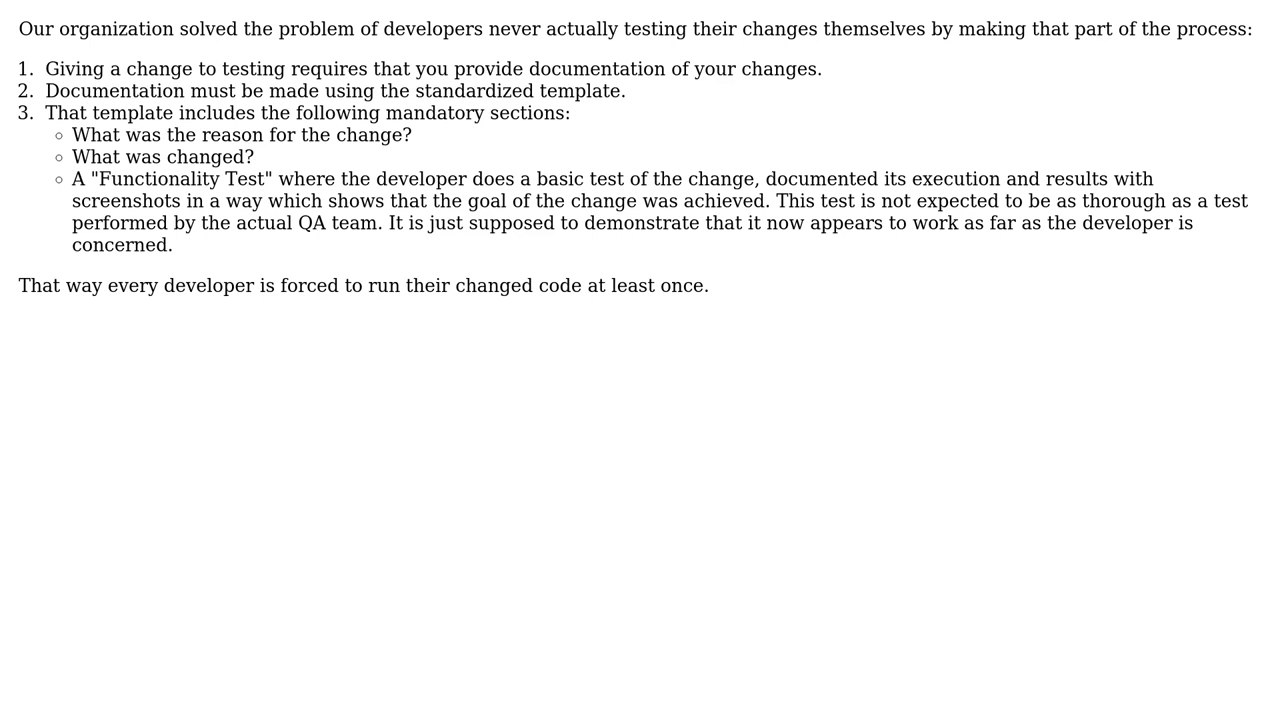 Our organization solved the problem of developers never actually testing their changes themselves by making that part of the process:
1. Giving a change to testing requires that you provide documentation of your changes.
2. Documentation must be made using the standardized template.
3. That template includes the following mandatory sections:
◦ What was the reason for the change?
◦ What was changed?
◦ A "Functionality Test" where the developer does a basic test of the change, documented its execution and results with
screenshots in a way which shows that the goal of the change was achieved. This test is not expected to be as thorough as a test
performed by the actual QA team. It is just supposed to demonstrate that it now appears to work as far as the developer is
concerned.
That way every developer is forced to run their changed code at least once.